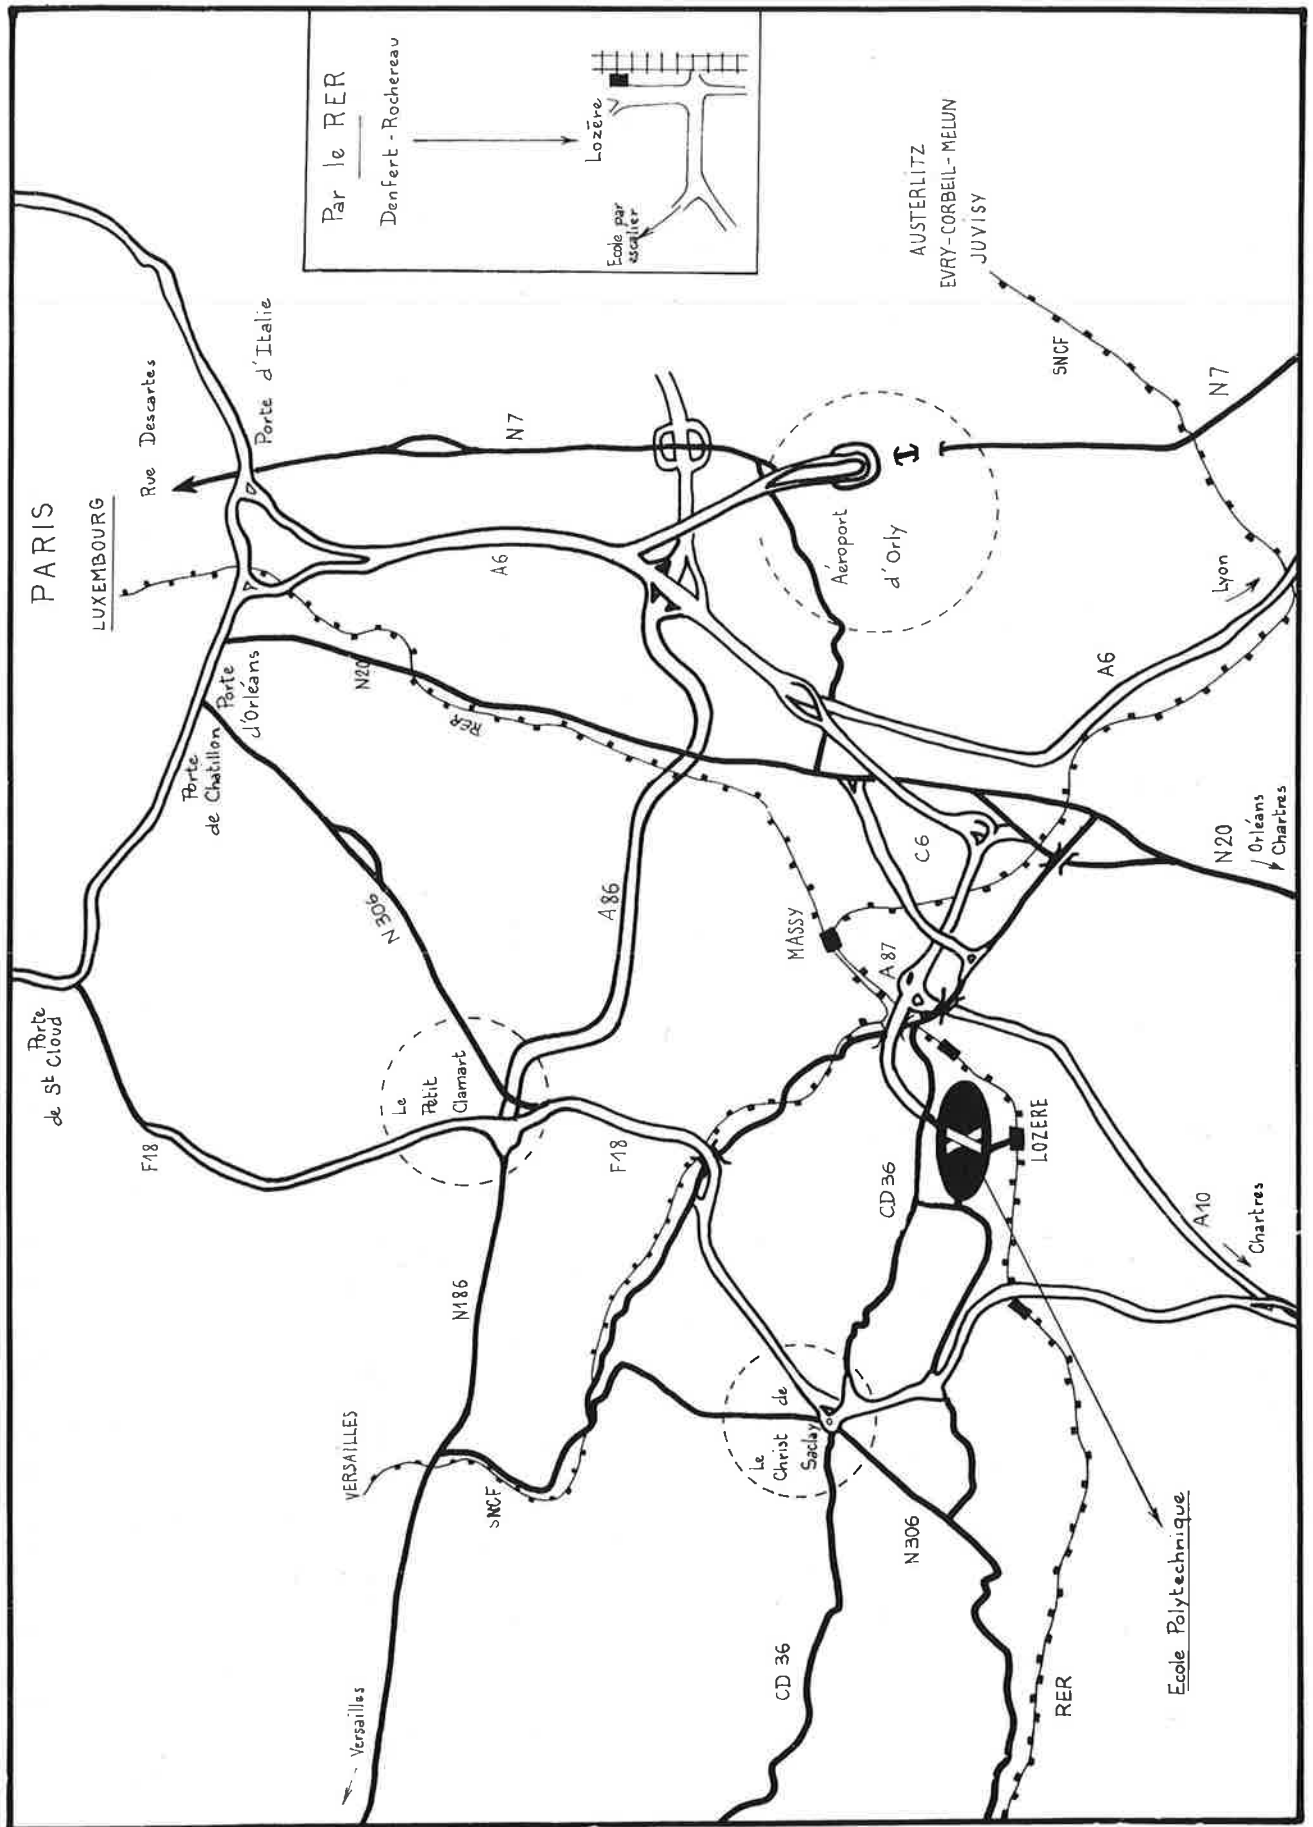 PARIS
LUXEMBOURG
Rue Descartes
Porte d'Italie
Par le RER
Denfert - Rochereau
Lozère
Ecole par
escalier
Porte
de St Cloud
F18
Porte
de Chatillon
Porte
d'Orléans
N20
RER
A6
N7
N306
A86
Le
Petit
Clamart
F18
N186
VERSAILLES
SNCF
Versailles
MASSY
A87
C6
Aéroport
d'Orly
AUSTERLITZ
EVRY-CORBEIL-MELUN
JUVISY
SNCF
N7
Lyon
A6
N20
Orléans
Chartres
CD 36
X
LOZERE
A10
Chartres
Le
Christ de
Saclay
N306
CD 36
RER
Ecole Polytechnique